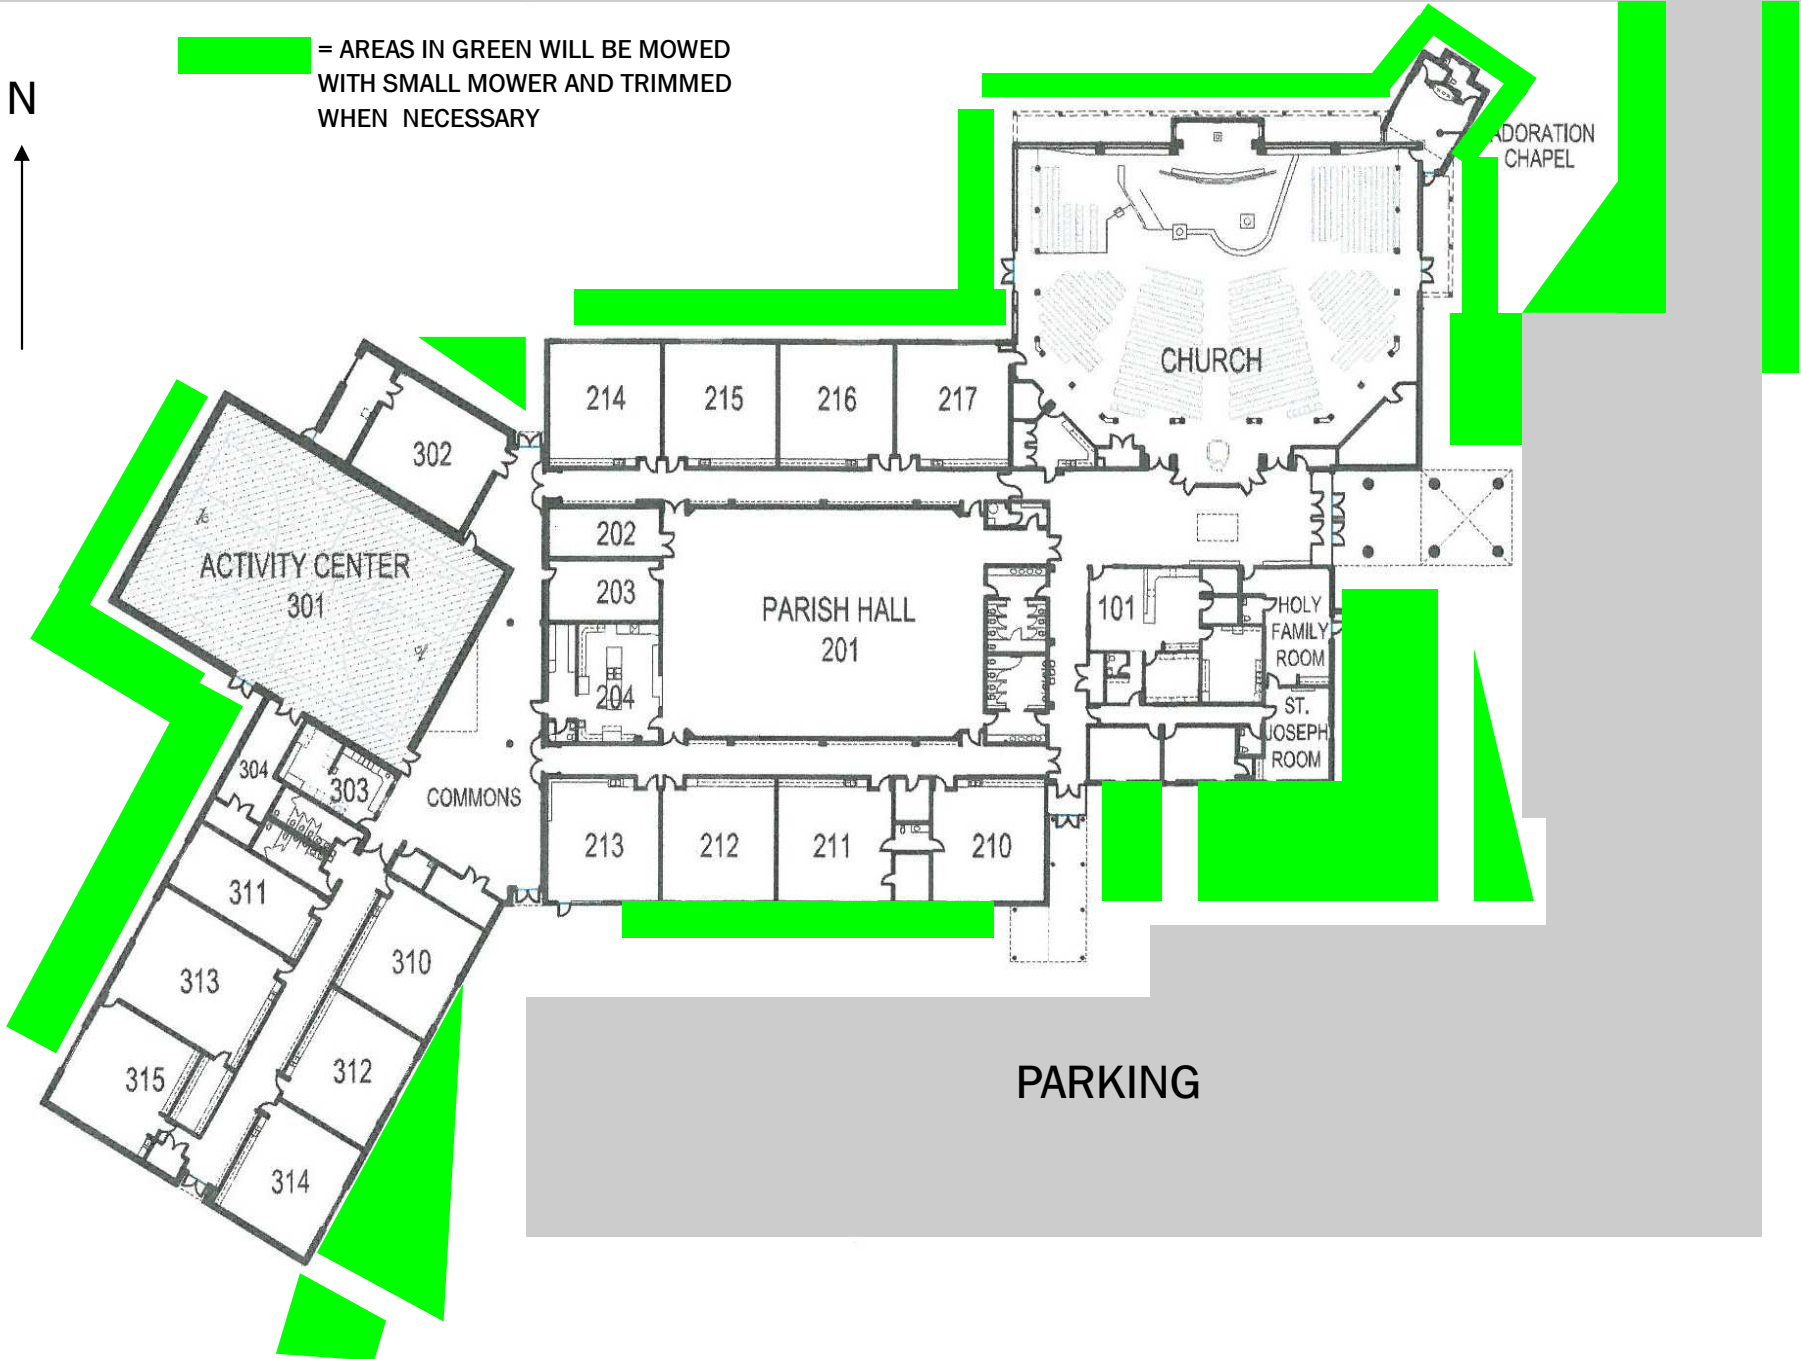 = AREAS IN GREEN WILL BE MOWED
WITH SMALL MOWER AND TRIMMED
WHEN NECESSARY
N
ADORATION
CHAPEL
CHURCH
214
215
216
217
302
202
ACTIVITY CENTER
301
203
PARISH HALL
201
101
HOLY
FAMILY
ROOM
204
ST.
JOSEPH
ROOM
304
303
COMMONS
213
212
211
210
311
310
313
312
315
314
PARKING